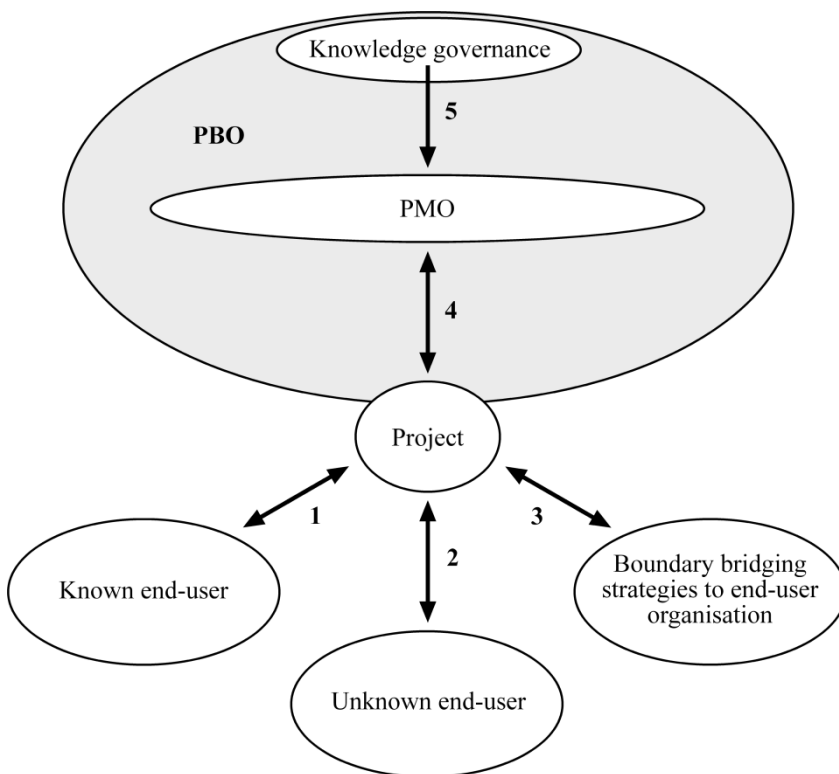 Knowledge governance
5
PBO
PMO
4
Project
1
3
2
Known end-user
Boundary bridging
strategies to end-user
organisation
Unknown end-user